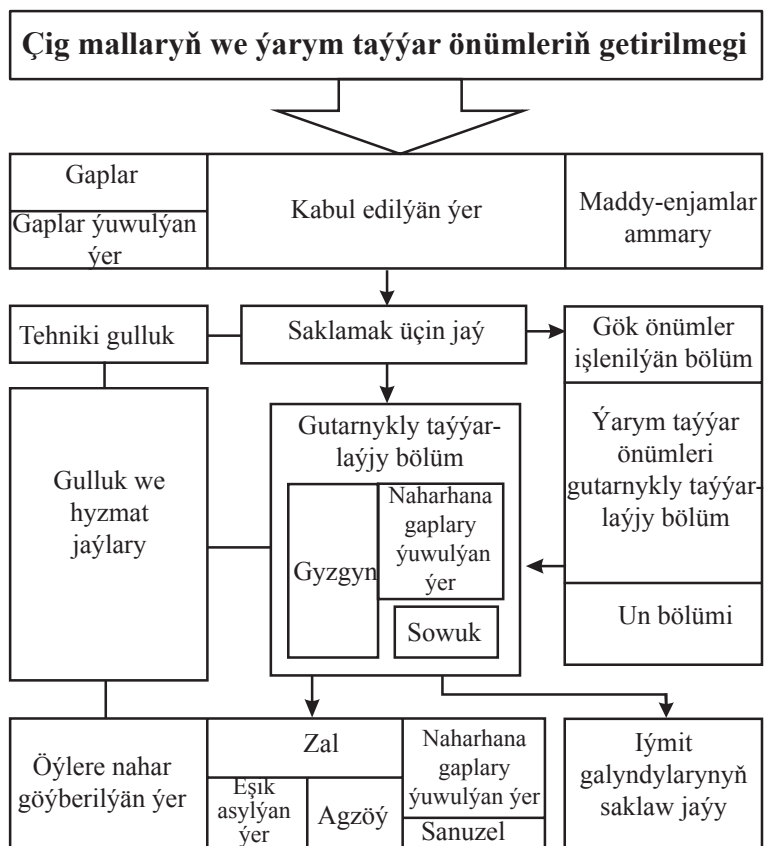 Çig mallaryň we ýarym taýýar önümleriň getirilmegi
Gaplar
Gaplar ýuwulýan
ýer
Kabul edilýän ýer
Maddy-enjamlar
ammary
Tehniki gulluk
Saklamak üçin jaý
Gök önümler
işlenilýän bölüm
Gulluk we
hyzmat
jaýlary
Gutarnykly taýýar-
laýjy bölüm
Gyzgyn
Naharhana
gaplary
ýuwulýan
ýer
Sowuk
Ýarym taýýar
önümleri
gutarnykly taýýar-
laýjy bölüm
Un bölümi
Öýlere nahar
göýberilýän ýer
Zal
Eşik
asylýan
ýer
Agzöý
Naharhana
gaplary
ýuwulýan ýer
Sanuzel
Iýmit
galyndylarynyň
saklaw jaýy